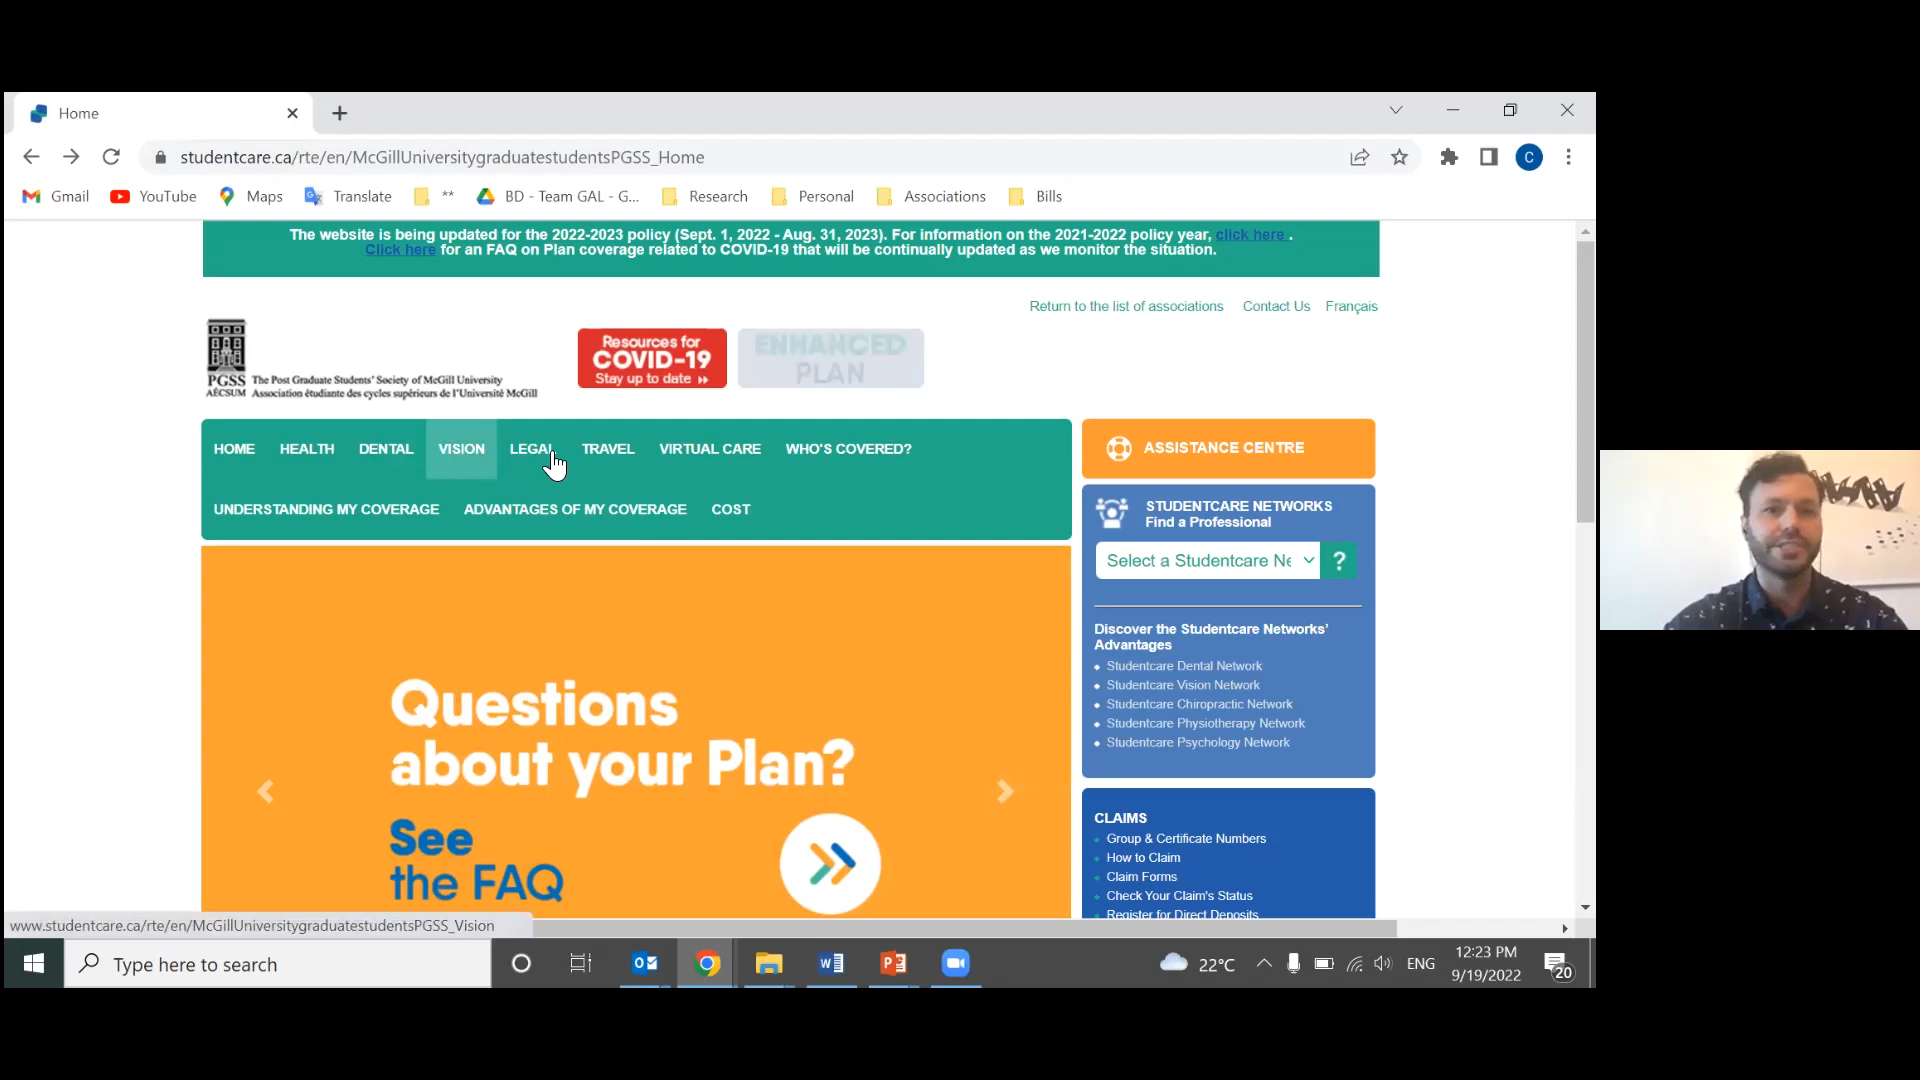 Home
studentcare.ca/rte/en/McGillUniversitygraduatestudentsPGSS_Home
C
Gmail
YouTube
Maps
Translate
**
BD - Team GAL - G...
Research
Personal
Associations
Bills
The website is being updated for the 2022-2023 policy (Sept. 1, 2022 - Aug. 31, 2023). For information on the 2021-2022 policy year, click here .
Click here for an FAQ on Plan coverage related to COVID-19 that will be continually updated as we monitor the situation.
Return to the list of associations
Contact Us
Français
PGSS The Post Graduate Students' Society of McGill University
AÉCSUM Association étudiante des cycles supérieurs de l'Université McGill
Resources for
COVID-19
Stay up to date
ENHANCED
PLAN
HOME
HEALTH
DENTAL
VISION
LEGAL
TRAVEL
VIRTUAL CARE
WHO'S COVERED?
UNDERSTANDING MY COVERAGE
ADVANTAGES OF MY COVERAGE
COST
Questions
about your Plan?
See
the FAQ
ASSISTANCE CENTRE
STUDENTCARE NETWORKS
Find a Professional
Select a Studentcare Ne
?
Discover the Studentcare Networks'
Advantages
Studentcare Dental Network
Studentcare Vision Network
Studentcare Chiropractic Network
Studentcare Physiotherapy Network
Studentcare Psychology Network
CLAIMS
Group & Certificate Numbers
How to Claim
Claim Forms
Check Your Claim's Status
Register for Direct Deposits
www.studentcare.ca/rte/en/McGillUniversitygraduatestudentsPGSS_Vision
Type here to search
22°C
ENG
12:23 PM
9/19/2022
20